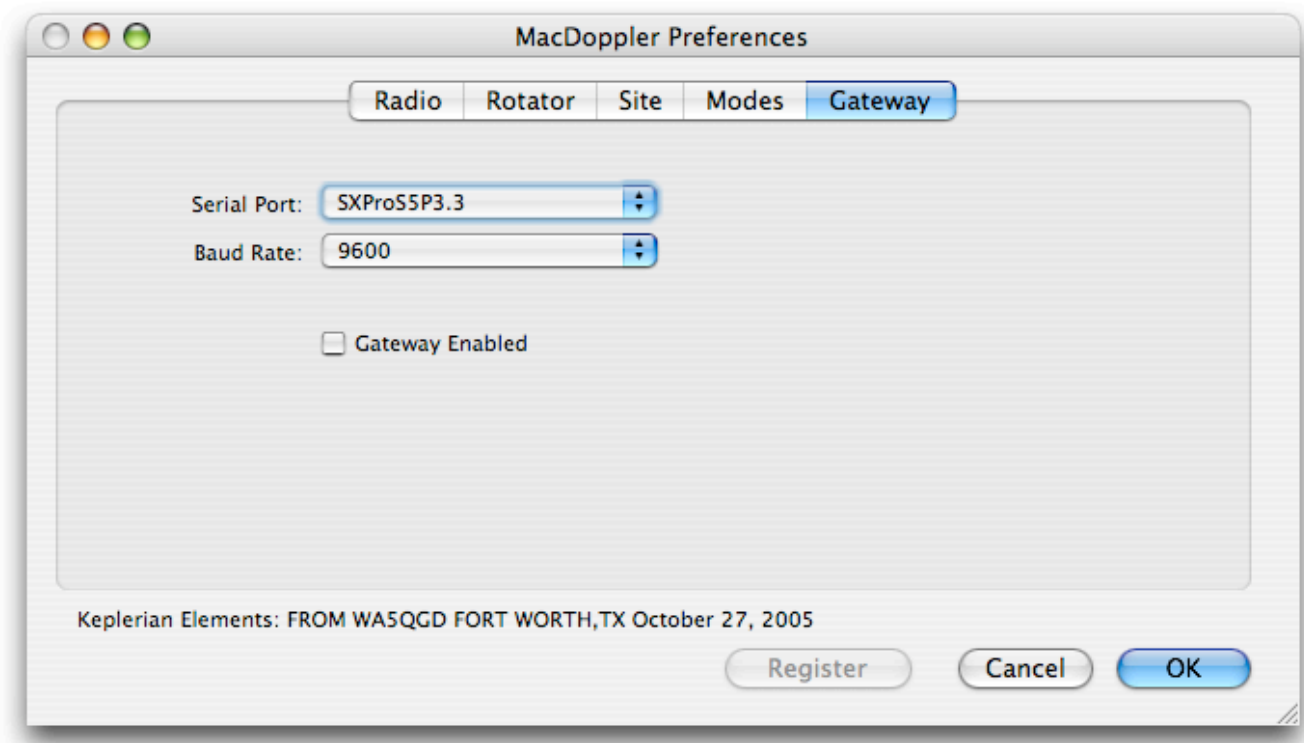 MacDoppler Preferences
Radio Rotator Site Modes Gateway
Serial Port: SXProS5P3.3
Baud Rate: 9600
Gateway Enabled
Keplerian Elements: FROM WA5QGD FORT WORTH,TX October 27, 2005
Register Cancel OK